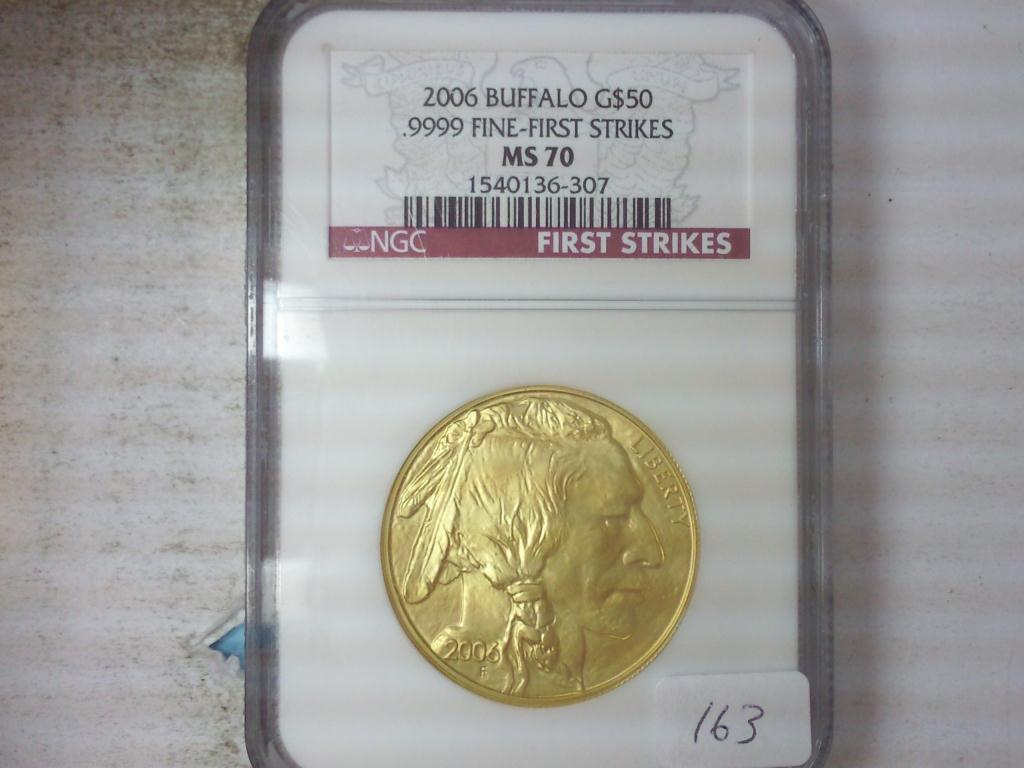 2006 BUFFALO G$50
.9999 FINE-FIRST STRIKES
MS 70
1540136-307
NGC FIRST STRIKES
LIBERTY
2006
F
163